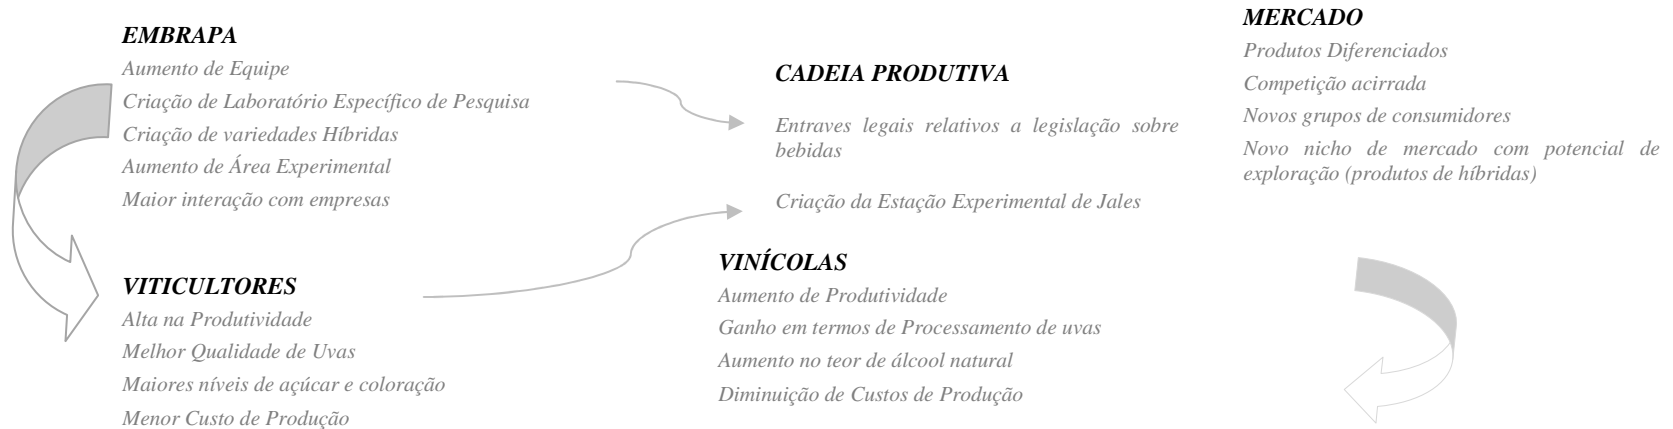 EMBRAPA
Aumento de Equipe
Criação de Laboratório Específico de Pesquisa
Criação de variedades Híbridas
Aumento de Área Experimental
Maior interação com empresas
VITICULTORES
Alta na Produtividade
Melhor Qualidade de Uvas
Maiores níveis de açúcar e coloração
Menor Custo de Produção
CADEIA PRODUTIVA
Entraves legais relativos a legislação sobre
bebidas
Criação da Estação Experimental de Jales
VINÍCOLAS
Aumento de Produtividade
Ganho em termos de Processamento de uvas
Aumento no teor de álcool natural
Diminuição de Custos de Produção
MERCADO
Produtos Diferenciados
Competição acirrada
Novos grupos de consumidores
Novo nicho de mercado com potencial de
exploração (produtos de híbridas)